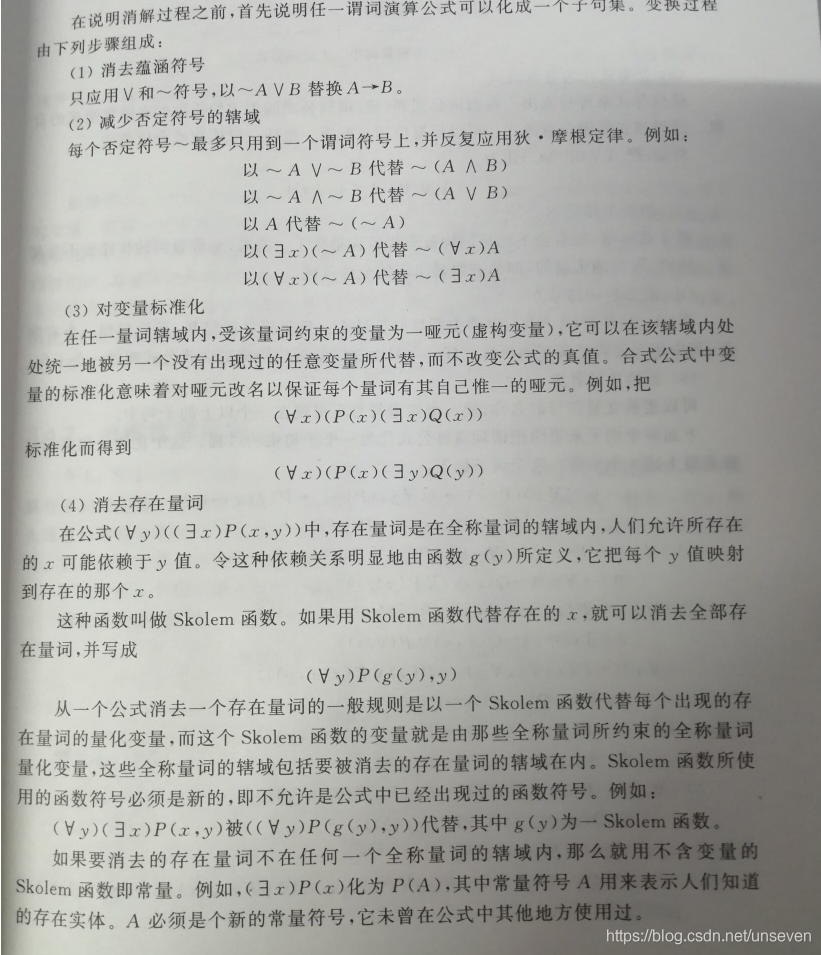 在说明消解过程之前,首先说明任一谓词演算公式可以化成一个子句集。变换过程
由下列步骤组成:
(1) 消去蕴涵符号
只应用∨和~符号,以~A∨B 替换 A→B。
(2) 减少否定符号的辖域
每个否定符号~最多只用到一个谓词符号上,并反复应用狄·摩根定律。例如:
以 ~ A ∨ ~ B 代替 ~ (A ∧ B)
以 ~ A ∧ ~ B 代替 ~ (A ∨ B)
以 A 代替 ~ (~ A)
以(∃x)(~ A) 代替 ~ (∀x)A
以(∀x)(~ A) 代替 ~ (∃x)A
(3) 对变量标准化
在任一量词辖域内,受该量词约束的变量为一哑元(虚构变量),它可以在该辖域内处
处统一地被另一个没有出现过的任意变量所代替,而不改变公式的真值。合式公式中变
量的标准化意味着对哑元改名以保证每个量词有其自己惟一的哑元。例如,把
(∀x)(P(x)(∃x)Q(x))
标准化而得到
(∀x)(P(x)(∃y)Q(y))
(4) 消去存在量词
在公式(∀y)((∃x)P(x,y))中,存在量词是在全称量词的辖域内,人们允许所存在
的 x 可能依赖于 y 值。令这种依赖关系明显地由函数 g(y)所定义,它把每个 y 值映射
到存在的那个 x。
这种函数叫做 Skolem 函数。如果用 Skolem 函数代替存在的 x,就可以消去全部存
在量词,并写成
(∀y)P(g(y),y)
从一个公式消去一个存在量词的一般规则是以一个 Skolem 函数代替每个出现的存
在量词的量化变量,而这个 Skolem 函数的变量就是由那些全称量词所约束的全称量词
量化变量,这些全称量词的辖域包括要被消去的存在量词的辖域在内。Skolem 函数所使
用的函数符号必须是新的,即不允许是公式中已经出现过的函数符号。例如:
(∀y)(∃x)P(x,y)被((∀y)P(g(y),y))代替,其中 g(y)为一 Skolem 函数。
如果要消去的存在量词不在任何一个全称量词的辖域内,那么就用不含变量的
Skolem 函数即常量。例如,(∃x)P(x)化为 P(A),其中常量符号 A 用来表示人们知道
的存在实体。A 必须是个新的常量符号,它未曾在公式中其他地方使用过。
https://blog.csdn.net/unseven